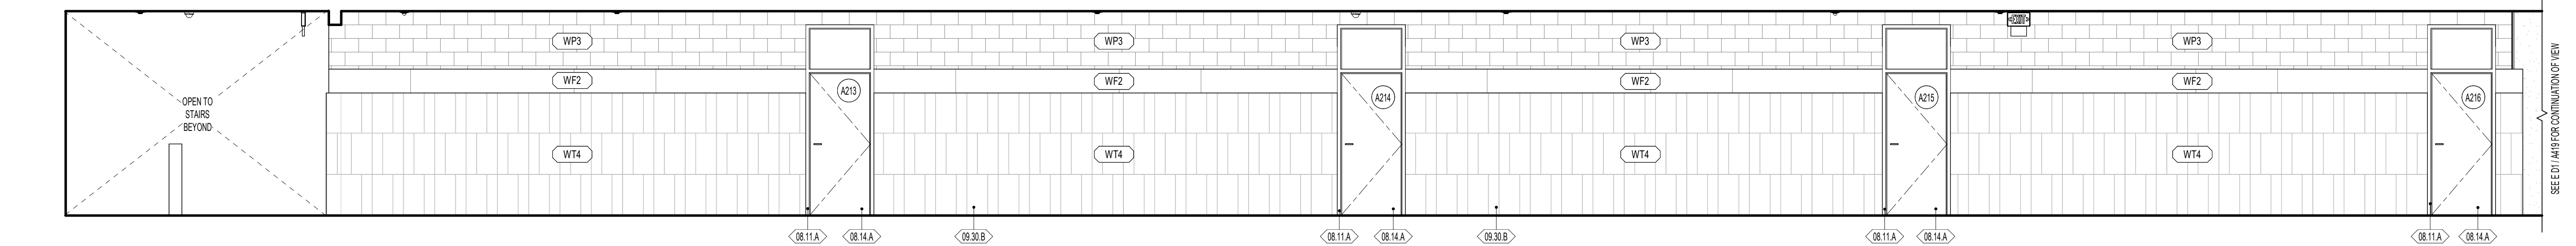 WP3
WP3
WP3
WP3
WF2
WF2
WF2
WF2
A213
A214
A215
A216
OPEN TO
STAIRS
BEYOND
WT4
WT4
WT4
WT4
SEE E D1 / A419 FOR CONTINUATION OF VIEW
08.11.A
08.14.A
09.30.B
08.11.A
08.14.A
09.30.B
08.11.A
08.14.A
08.11.A
08.14.A